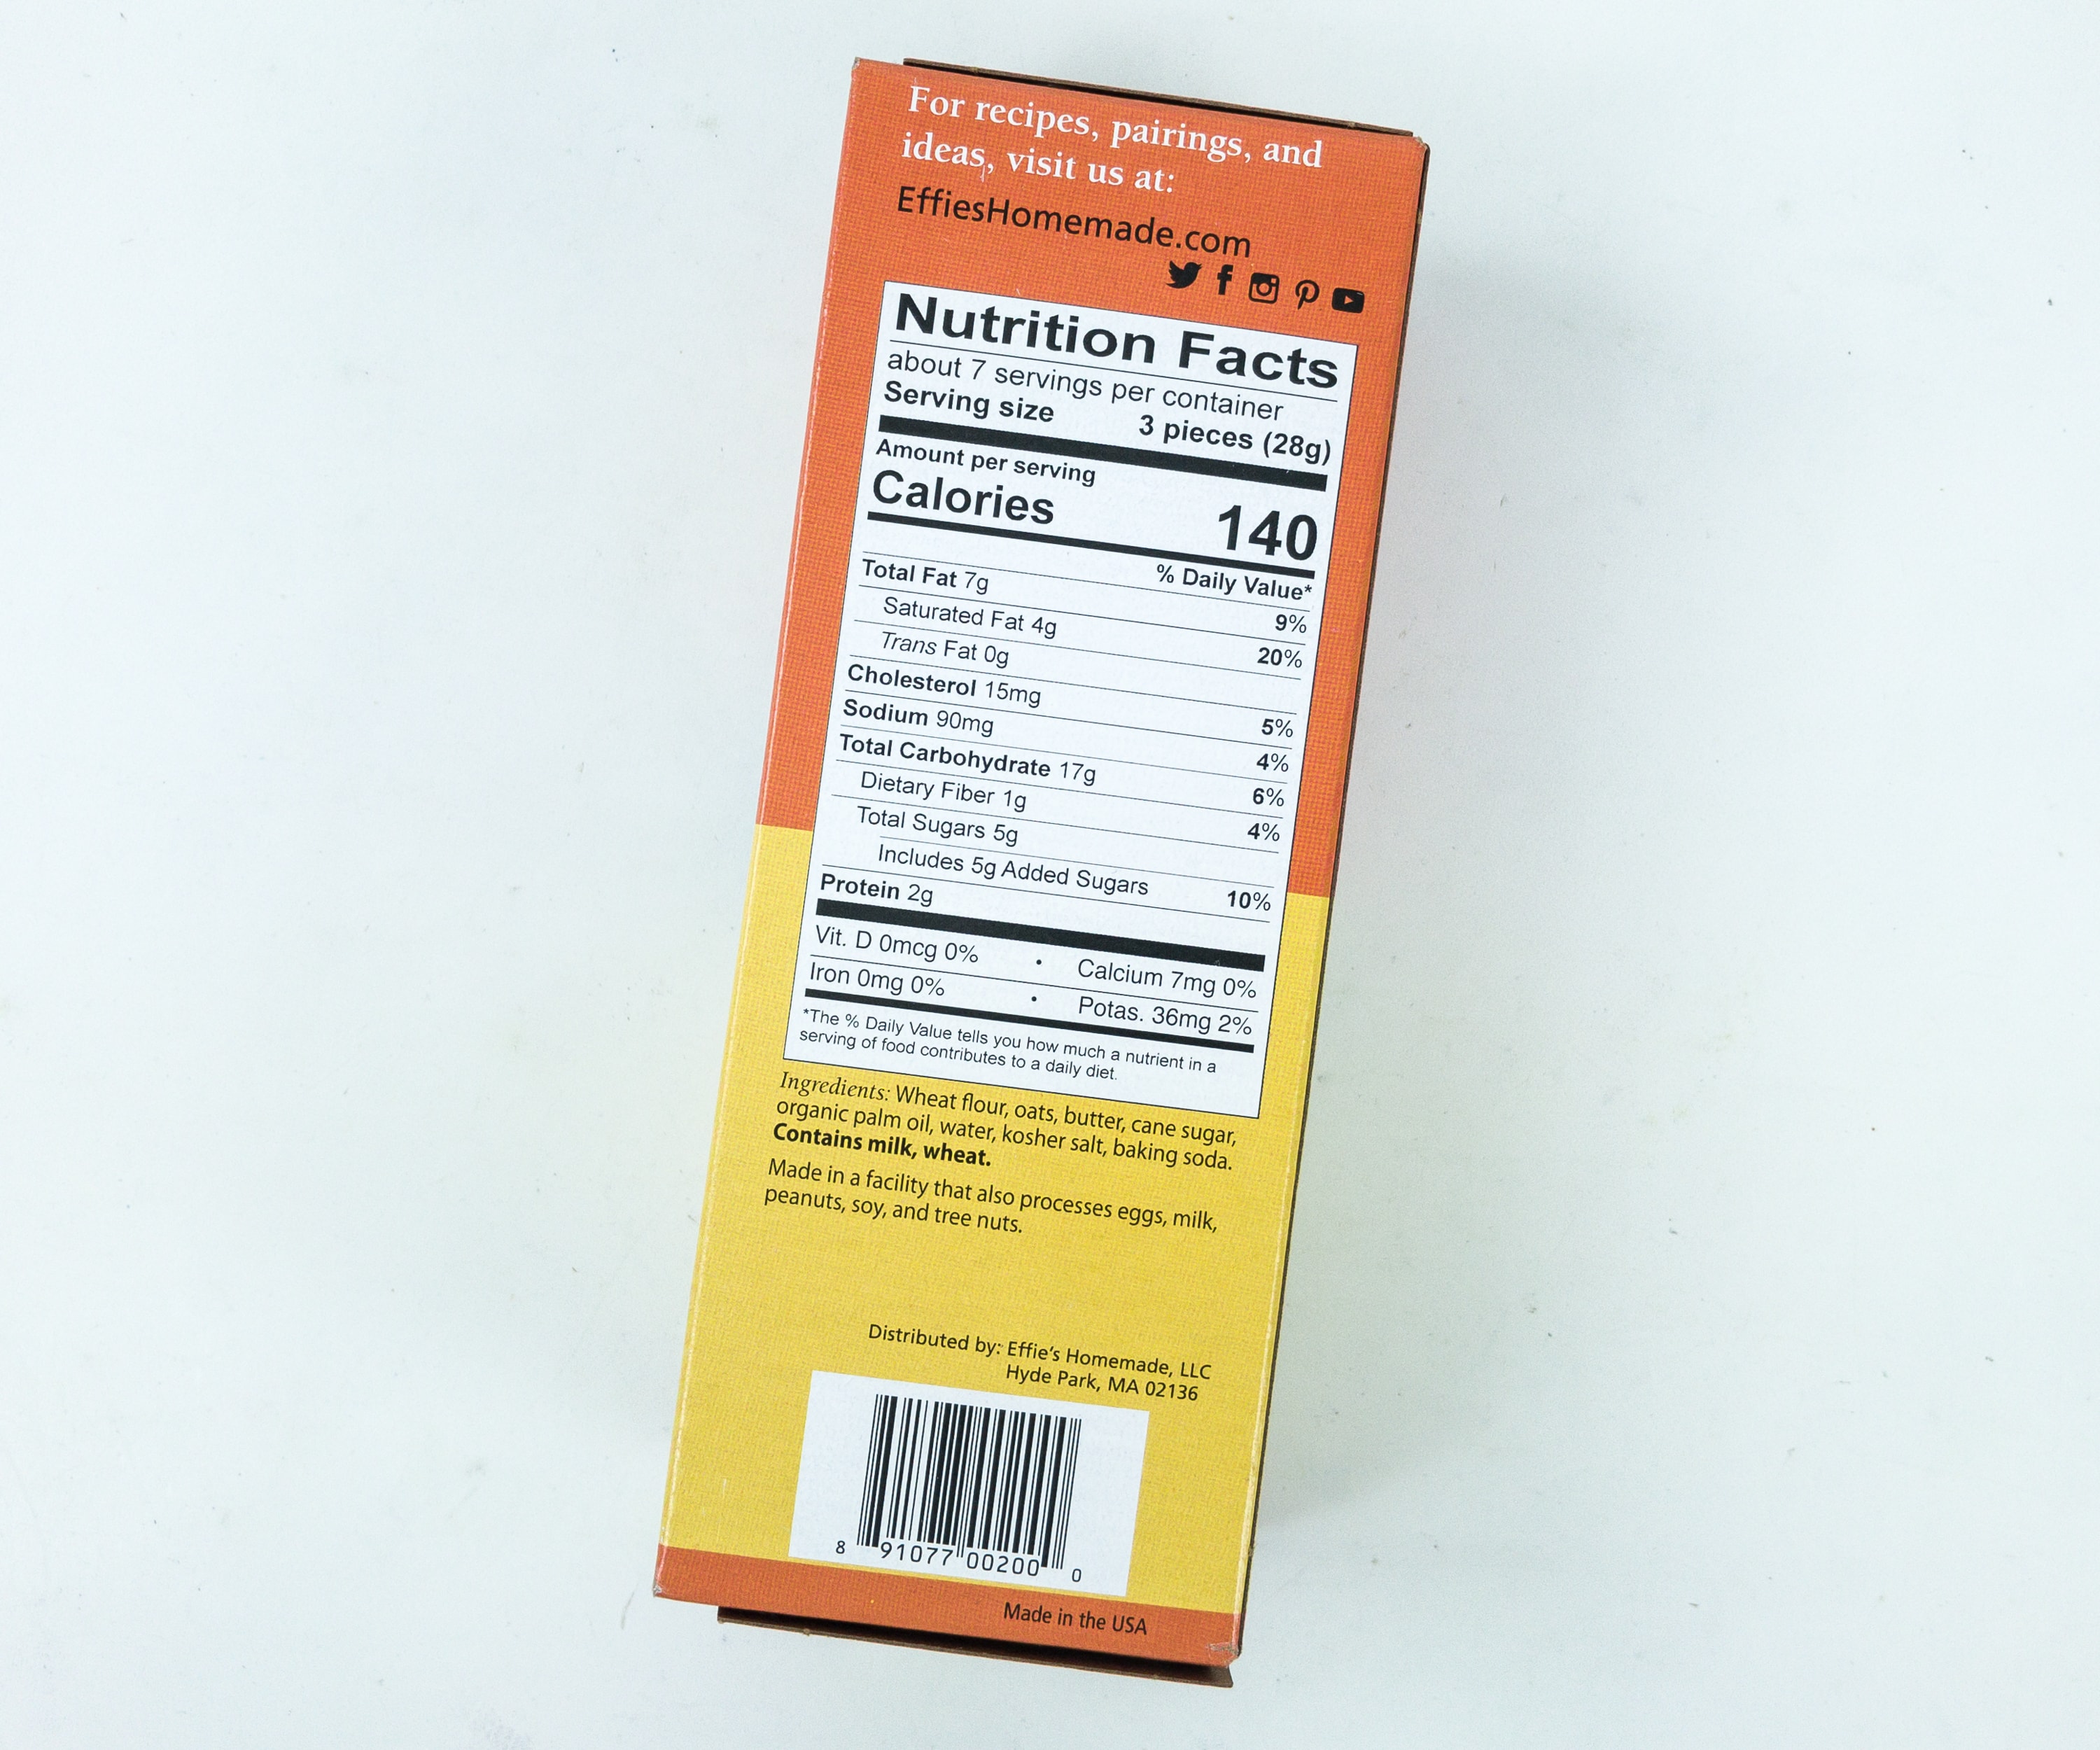 For recipes, pairings, and
ideas, visit us at:
EffiesHomemade.com
Nutrition Facts
about 7 servings per container
Serving size 3 pieces (28g)
Amount per serving
Calories 140
% Daily Value*
Total Fat 7g 9%
Saturated Fat 4g 20%
Trans Fat 0g
Cholesterol 15mg 5%
Sodium 90mg 4%
Total Carbohydrate 17g 6%
Dietary Fiber 1g 4%
Total Sugars 5g
Includes 5g Added Sugars 10%
Protein 2g
Vit. D 0mcg 0% • Calcium 7mg 0%
Iron 0mg 0% • Potas. 36mg 2%
*The % Daily Value tells you how much a nutrient in a
serving of food contributes to a daily diet.
Ingredients: Wheat flour, oats, butter, cane sugar,
organic palm oil, water, kosher salt, baking soda.
Contains milk, wheat.
Made in a facility that also processes eggs, milk,
peanuts, soy, and tree nuts.
Distributed by: Effie's Homemade, LLC
Hyde Park, MA 02136
8 91077 00200 0
Made in the USA